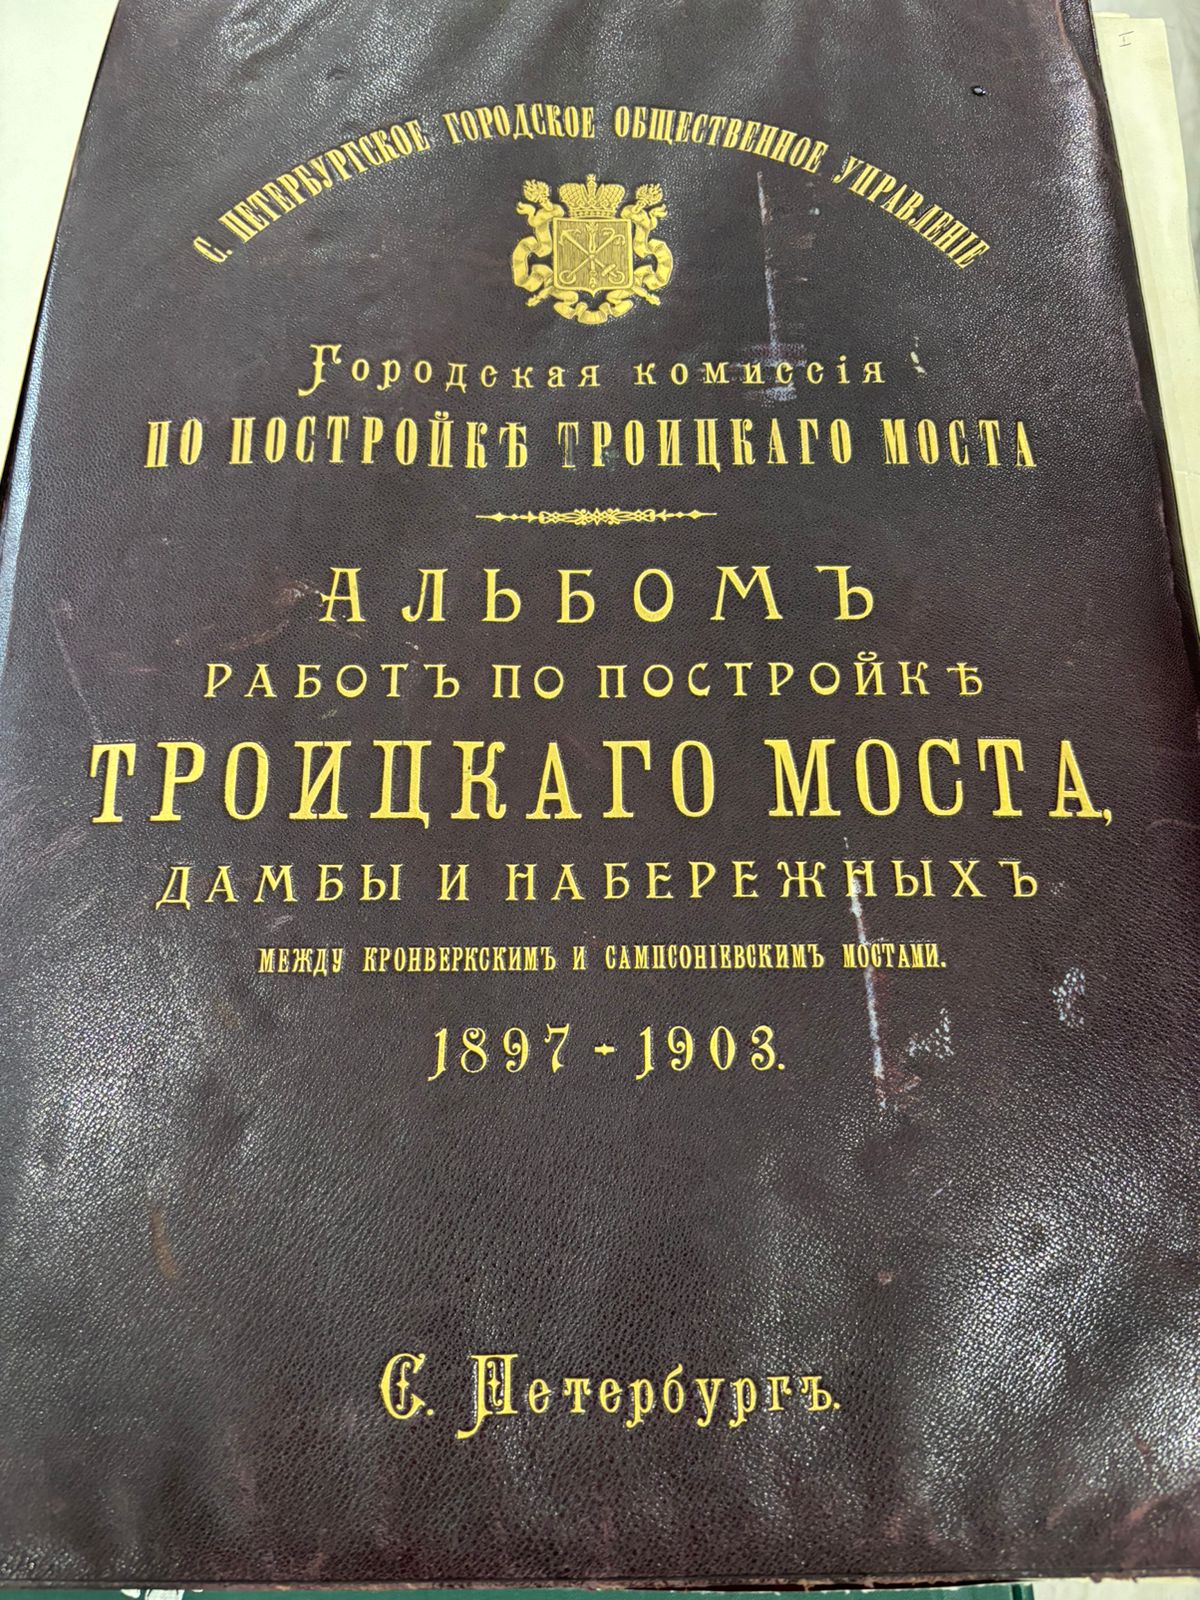 С. ПЕТЕРБУРГСКОЕ ГОРОДСКОЕ ОБЩЕСТВЕННОЕ УПРАВЛЕНІЕ
Городская комиссія
ПО ПОСТРОЙКѢ ТРОИЦКАГО МОСТА
АЛЬБОМЪ
РАБОТЪ ПО ПОСТРОЙКѢ
ТРОИЦКАГО МОСТА,
ДАМБЫ И НАБЕРЕЖНЫХЪ
МЕЖДУ КРОНВЕРКСКИМЪ И САМПСОНІЕВСКИМЪ МОСТАМИ.
1897-1903.
С. Петербургъ.
I